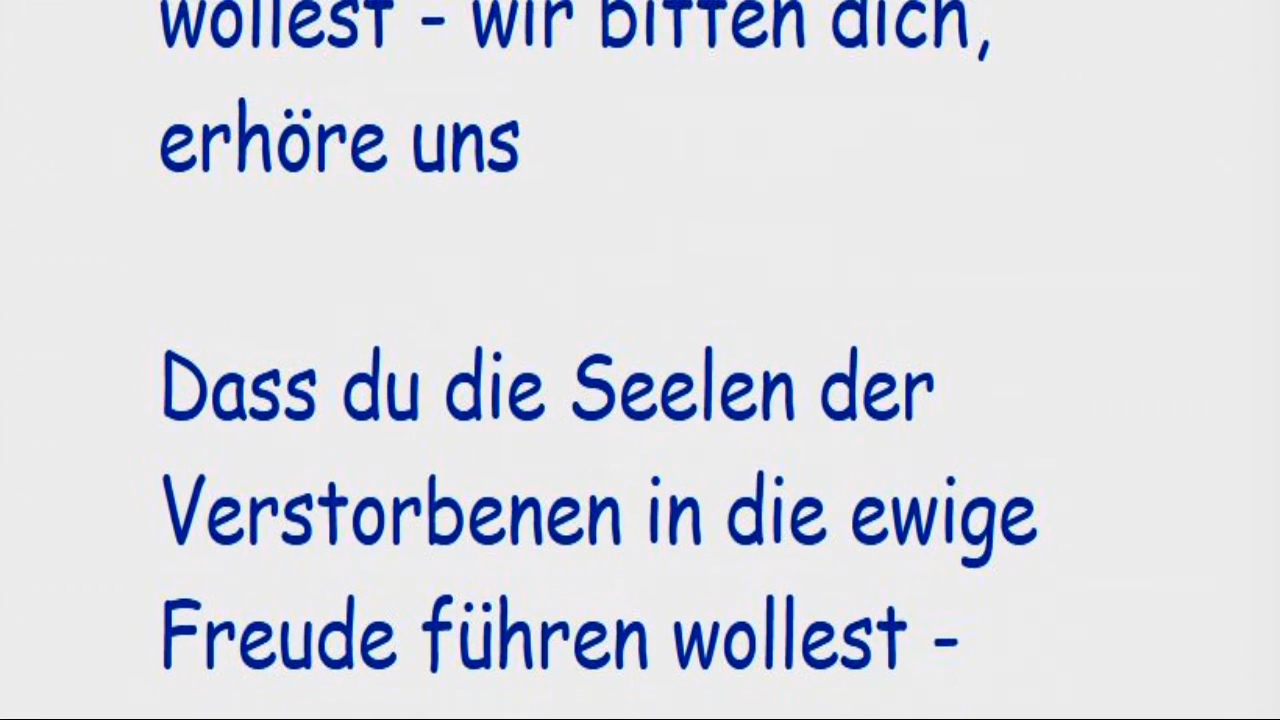 wollest - wir bitten dich,
erhöre uns
Dass du die Seelen der
Verstorbenen in die ewige
Freude führen wollest -